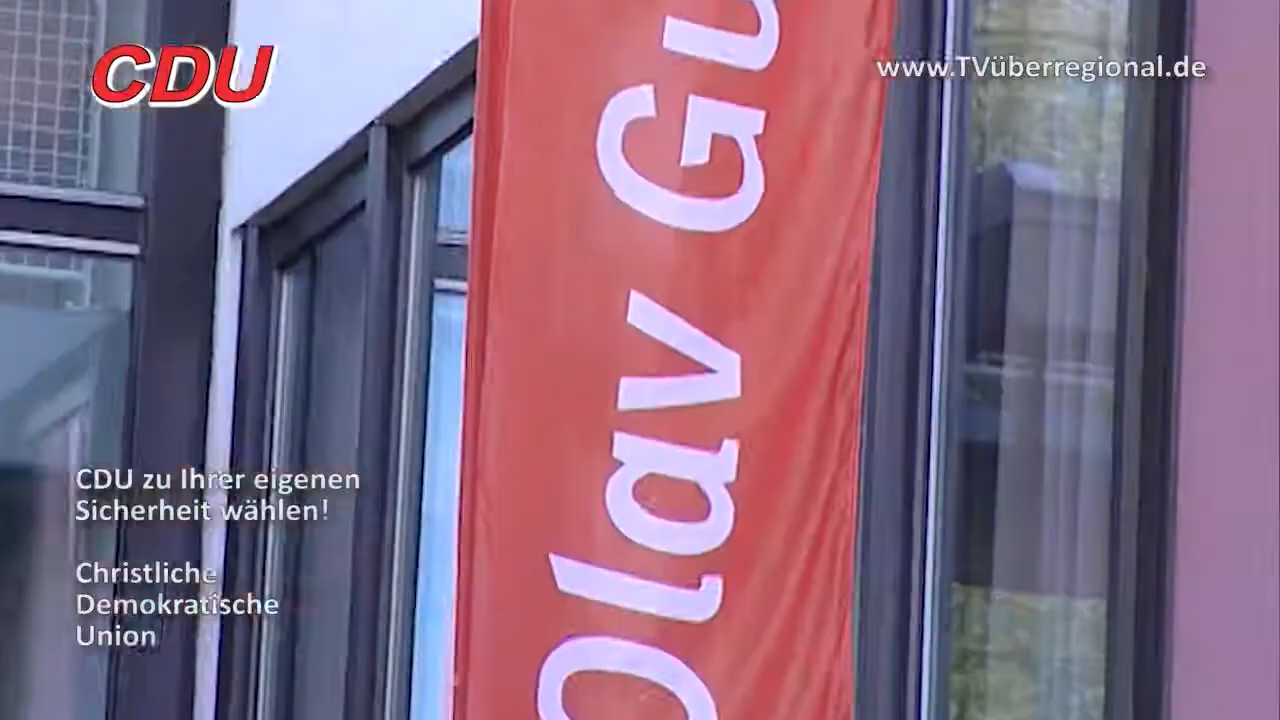 CDU
www.TVüberregional.de
Olav Gu
CDU zu Ihrer eigenen
Sicherheit wählen!
Christliche
Demokratische
Union